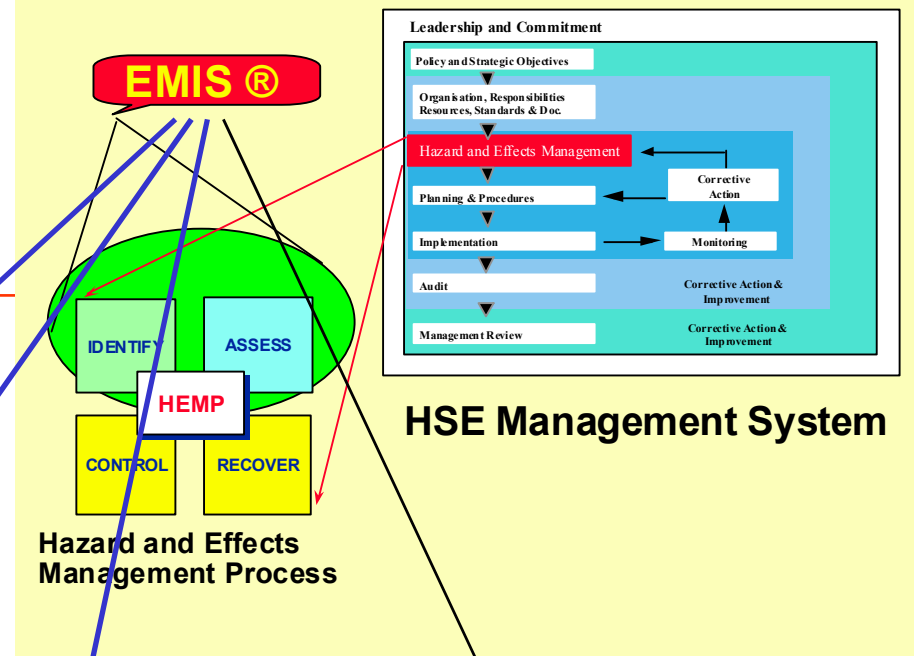 EMIS ®
IDENTIFY
ASSESS
HEMP
CONTROL
RECOVER
Hazard and Effects
Management Process
Leadership and Commitment
Policy and Strategic Objectives
Organisation, Responsibilities
Resources, Standards & Doc.
Hazard and Effects Management
Corrective
Action
Planning & Procedures
Implementation
Monitoring
Audit
Corrective Action &
Improvement
Management Review
Corrective Action &
Improvement
HSE Management System